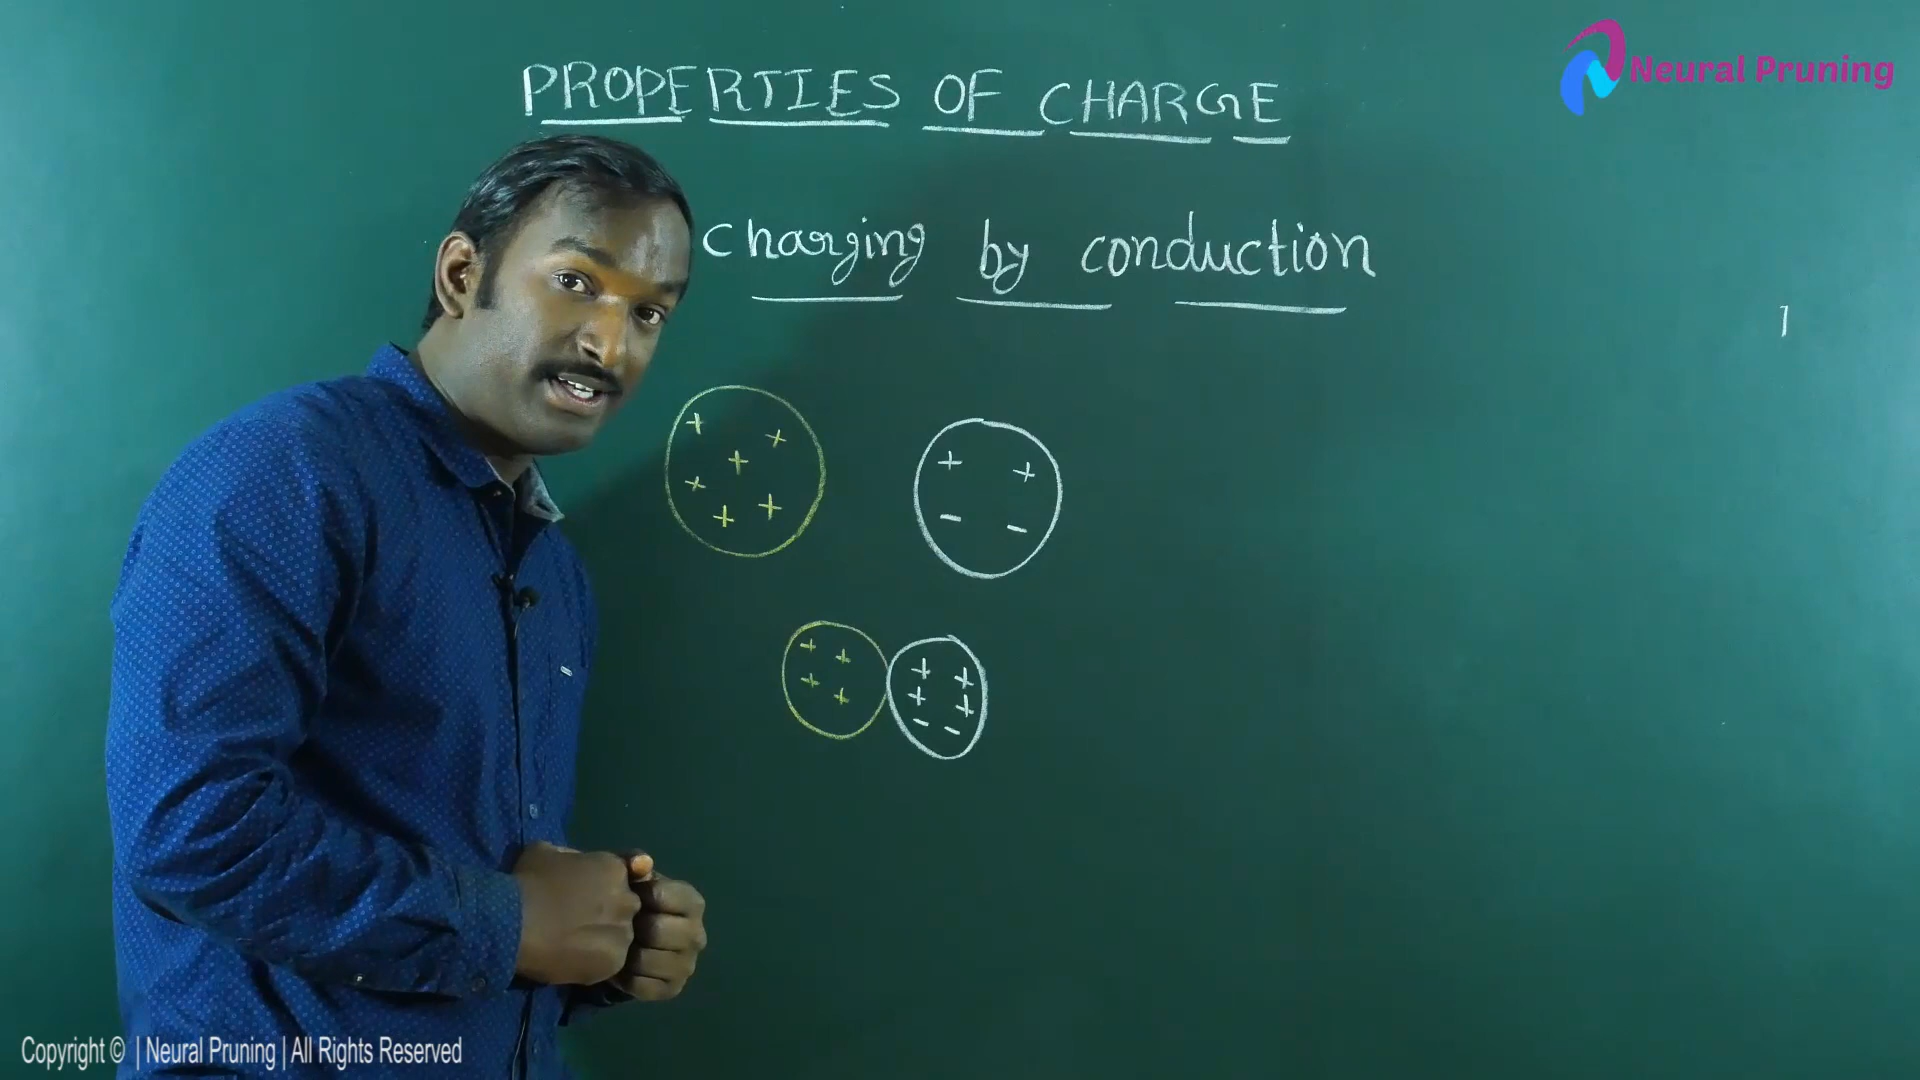 Neural Pruning
PROPERTIES OF CHARGE
charging by conduction
+ + + + + +
+ +
- -
+ + + +
+ + + +
- -
Copyright © | Neural Pruning | All Rights Reserved